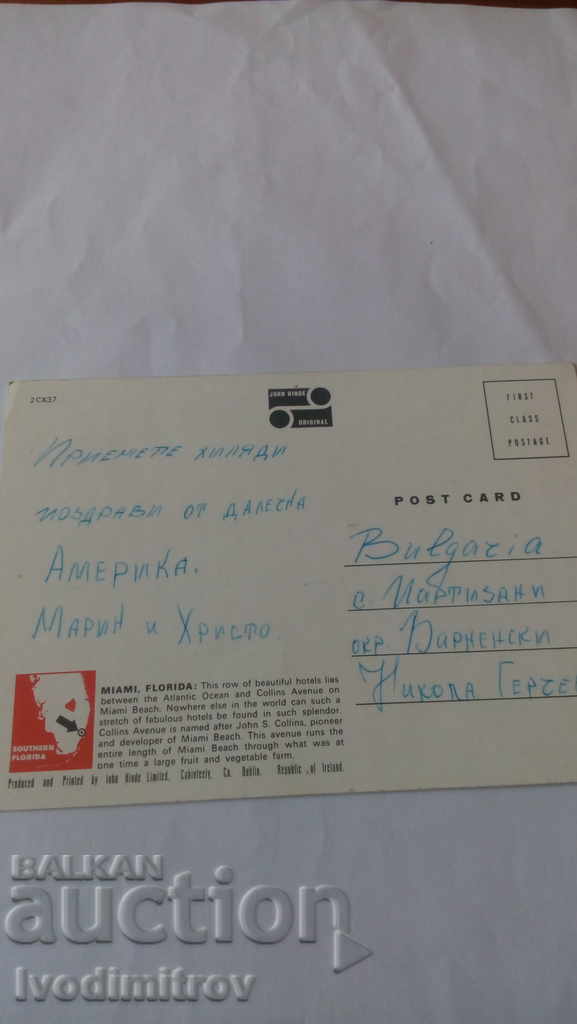 2CX37
JOHN HINDE
ORIGINAL
FIRST
CLASS
POSTAGE
Приемете хиляди
поздрави от далечна
Америка.
Марин и Христо
POST CARD
Bulgaria
с. Партизани
окр. Варненски
Никола Герчев
SOUTHERN
FLORIDA
MIAMI, FLORIDA: This row of beautiful hotels lies
between the Atlantic Ocean and Collins Avenue on
Miami Beach. Nowhere else in the world can such a
stretch of fabulous hotels be found in such splendor.
Collins Avenue is named after John S. Collins, pioneer
and developer of Miami Beach. This avenue runs the
entire length of Miami Beach through what was at
one time a large fruit and vegetable farm.
Produced and Printed by John Hinde Limited, Cabinteely, Co. Dublin, Republic of Ireland.
BALKAN
auction
Ivodimitrov